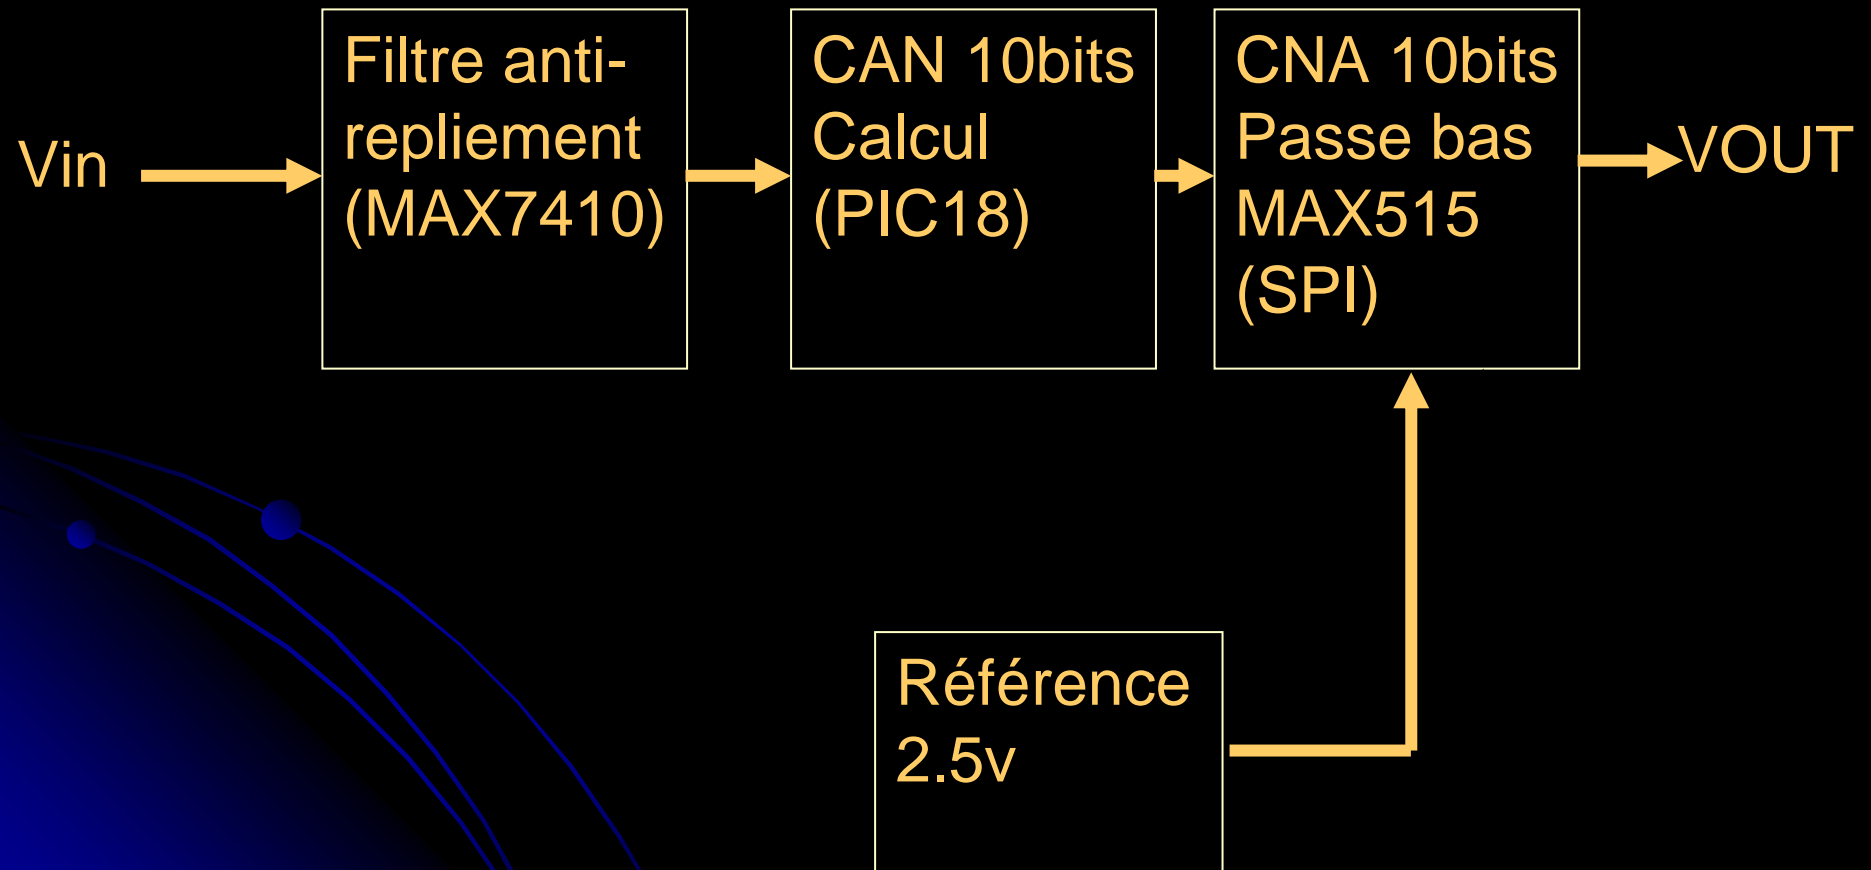 Vin
Filtre anti-
repliement
(MAX7410)
CAN 10bits
Calcul
(PIC18)
CNA 10bits
Passe bas
MAX515
(SPI)
VOUT
Référence
2.5v